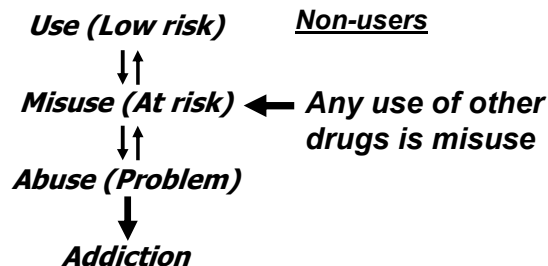 Use (Low risk)
Non-users
Misuse (At risk)
Any use of other
drugs is misuse
Abuse (Problem)
Addiction